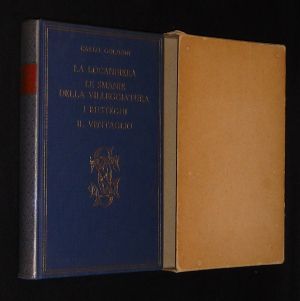 CARLO GOLDONI
LA LOCANDIERA
LE SMANIE
DELLA VILLEGGIATURA
I RUSTEGHI
IL VENTAGLIO